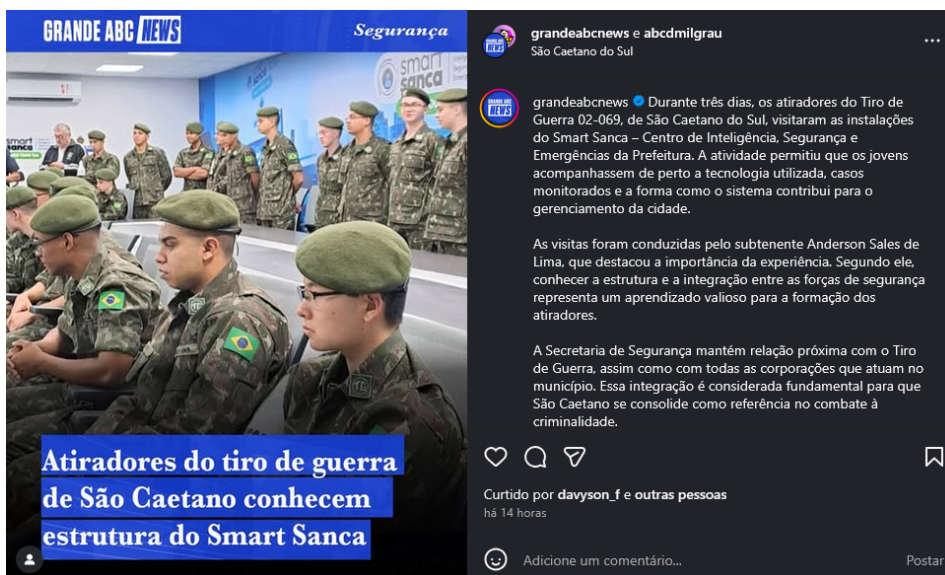 GRANDE ABC NEWS
Segurança
smart
sanca
smart
sanca
TC
TC
Atiradores do tiro de guerra
de São Caetano conhecem
estrutura do Smart Sanca
grandeabcnews e abcdmilgrau
São Caetano do Sul
grandeabcnews Durante três dias, os atiradores do Tiro de
Guerra 02-069, de São Caetano do Sul, visitaram as instalações
do Smart Sanca – Centro de Inteligência, Segurança e
Emergências da Prefeitura. A atividade permitiu que os jovens
acompanhassem de perto a tecnologia utilizada, casos
monitorados e a forma como o sistema contribui para o
gerenciamento da cidade.
As visitas foram conduzidas pelo subtenente Anderson Sales de
Lima, que destacou a importância da experiência. Segundo ele,
conhecer a estrutura e a integração entre as forças de segurança
representa um aprendizado valioso para a formação dos
atiradores.
A Secretaria de Segurança mantém relação próxima com o Tiro
de Guerra, assim como com todas as corporações que atuam no
município. Essa integração é considerada fundamental para que
São Caetano se consolide como referência no combate à
criminalidade.
Curtido por davyson_f e outras pessoas
há 14 horas
Adicione um comentário...
Postar